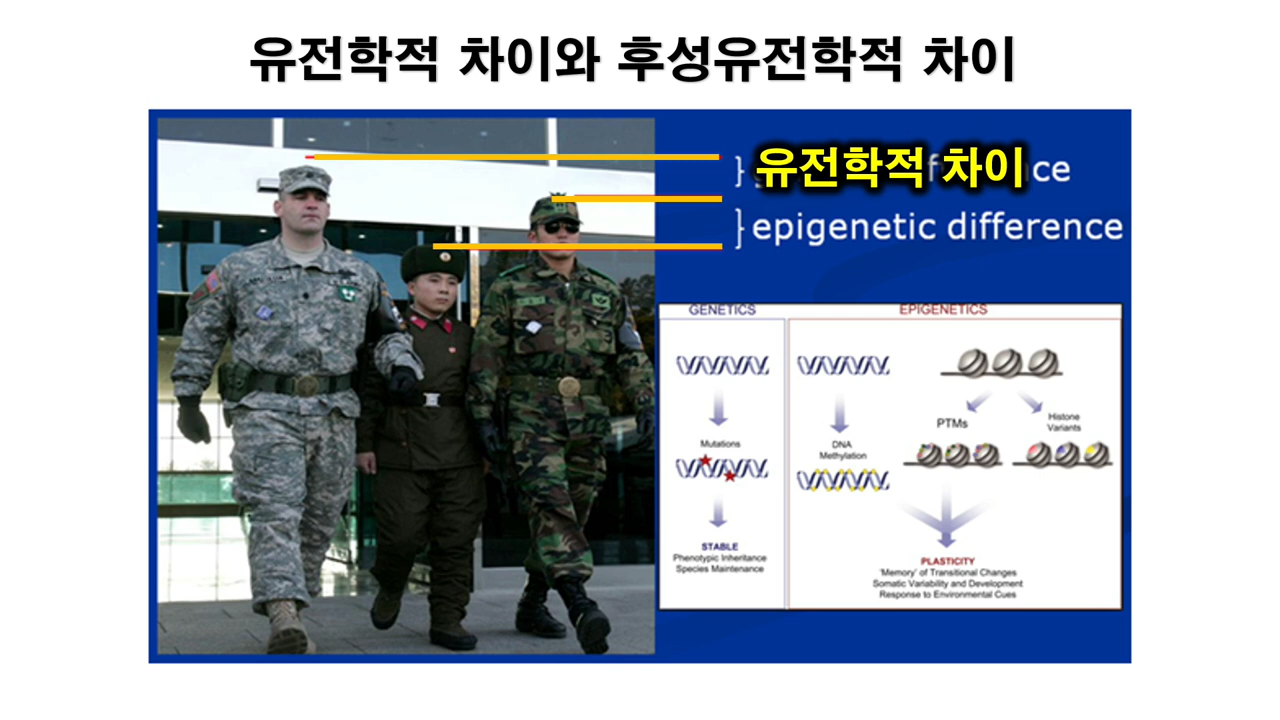 유전학적 차이와 후성유전학적 차이
} 유전학적 차이
} epigenetic difference
GENETICS
Mutations
STABLE
Phenotypic Inheritance
Species Maintenance
EPIGENETICS
DNA
Methylation
PTMs
Histone
Variants
PLASTICITY
'Memory' of Transitional Changes
Somatic Variability and Development
Response to Environmental Cues